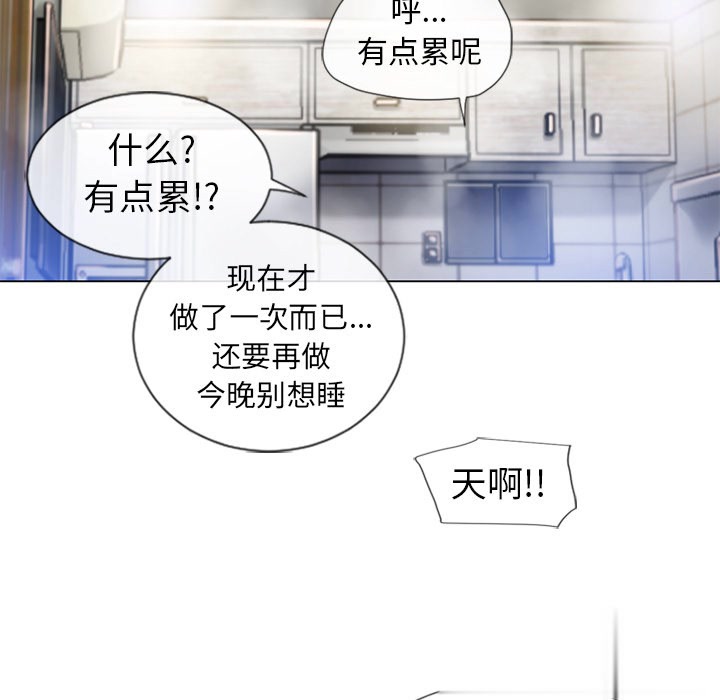 呼...
有点累呢
什么?
有点累!?
现在才
做了一次而已...
还要再做
今晚别想睡
天啊!!